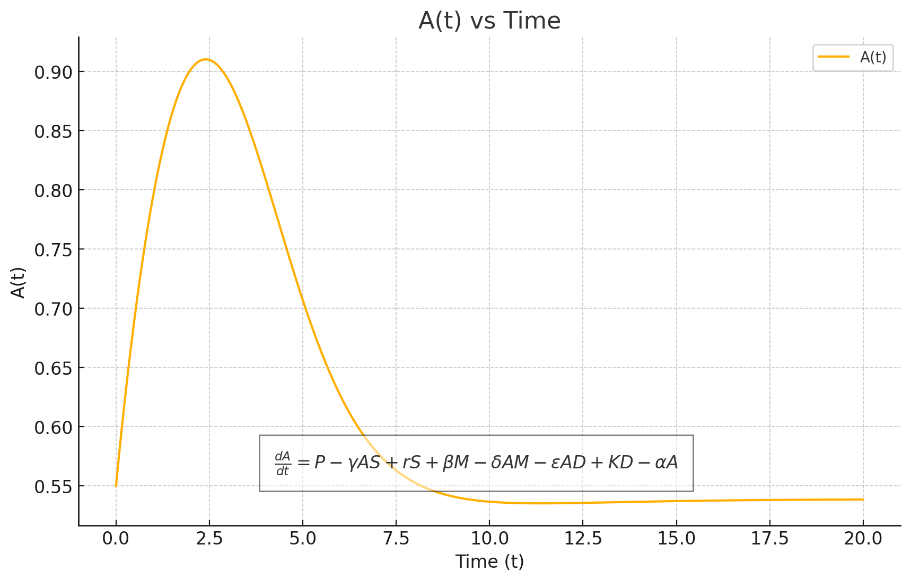 A(t) vs Time
A(t)
0.90
0.85
0.80
0.75
0.70
0.65
0.60
0.55
A(t)
dA/dt = P − γAS + rS + βM − δAM − εAD + KD − αA
0.0 2.5 5.0 7.5 10.0 12.5 15.0 17.5 20.0
Time (t)